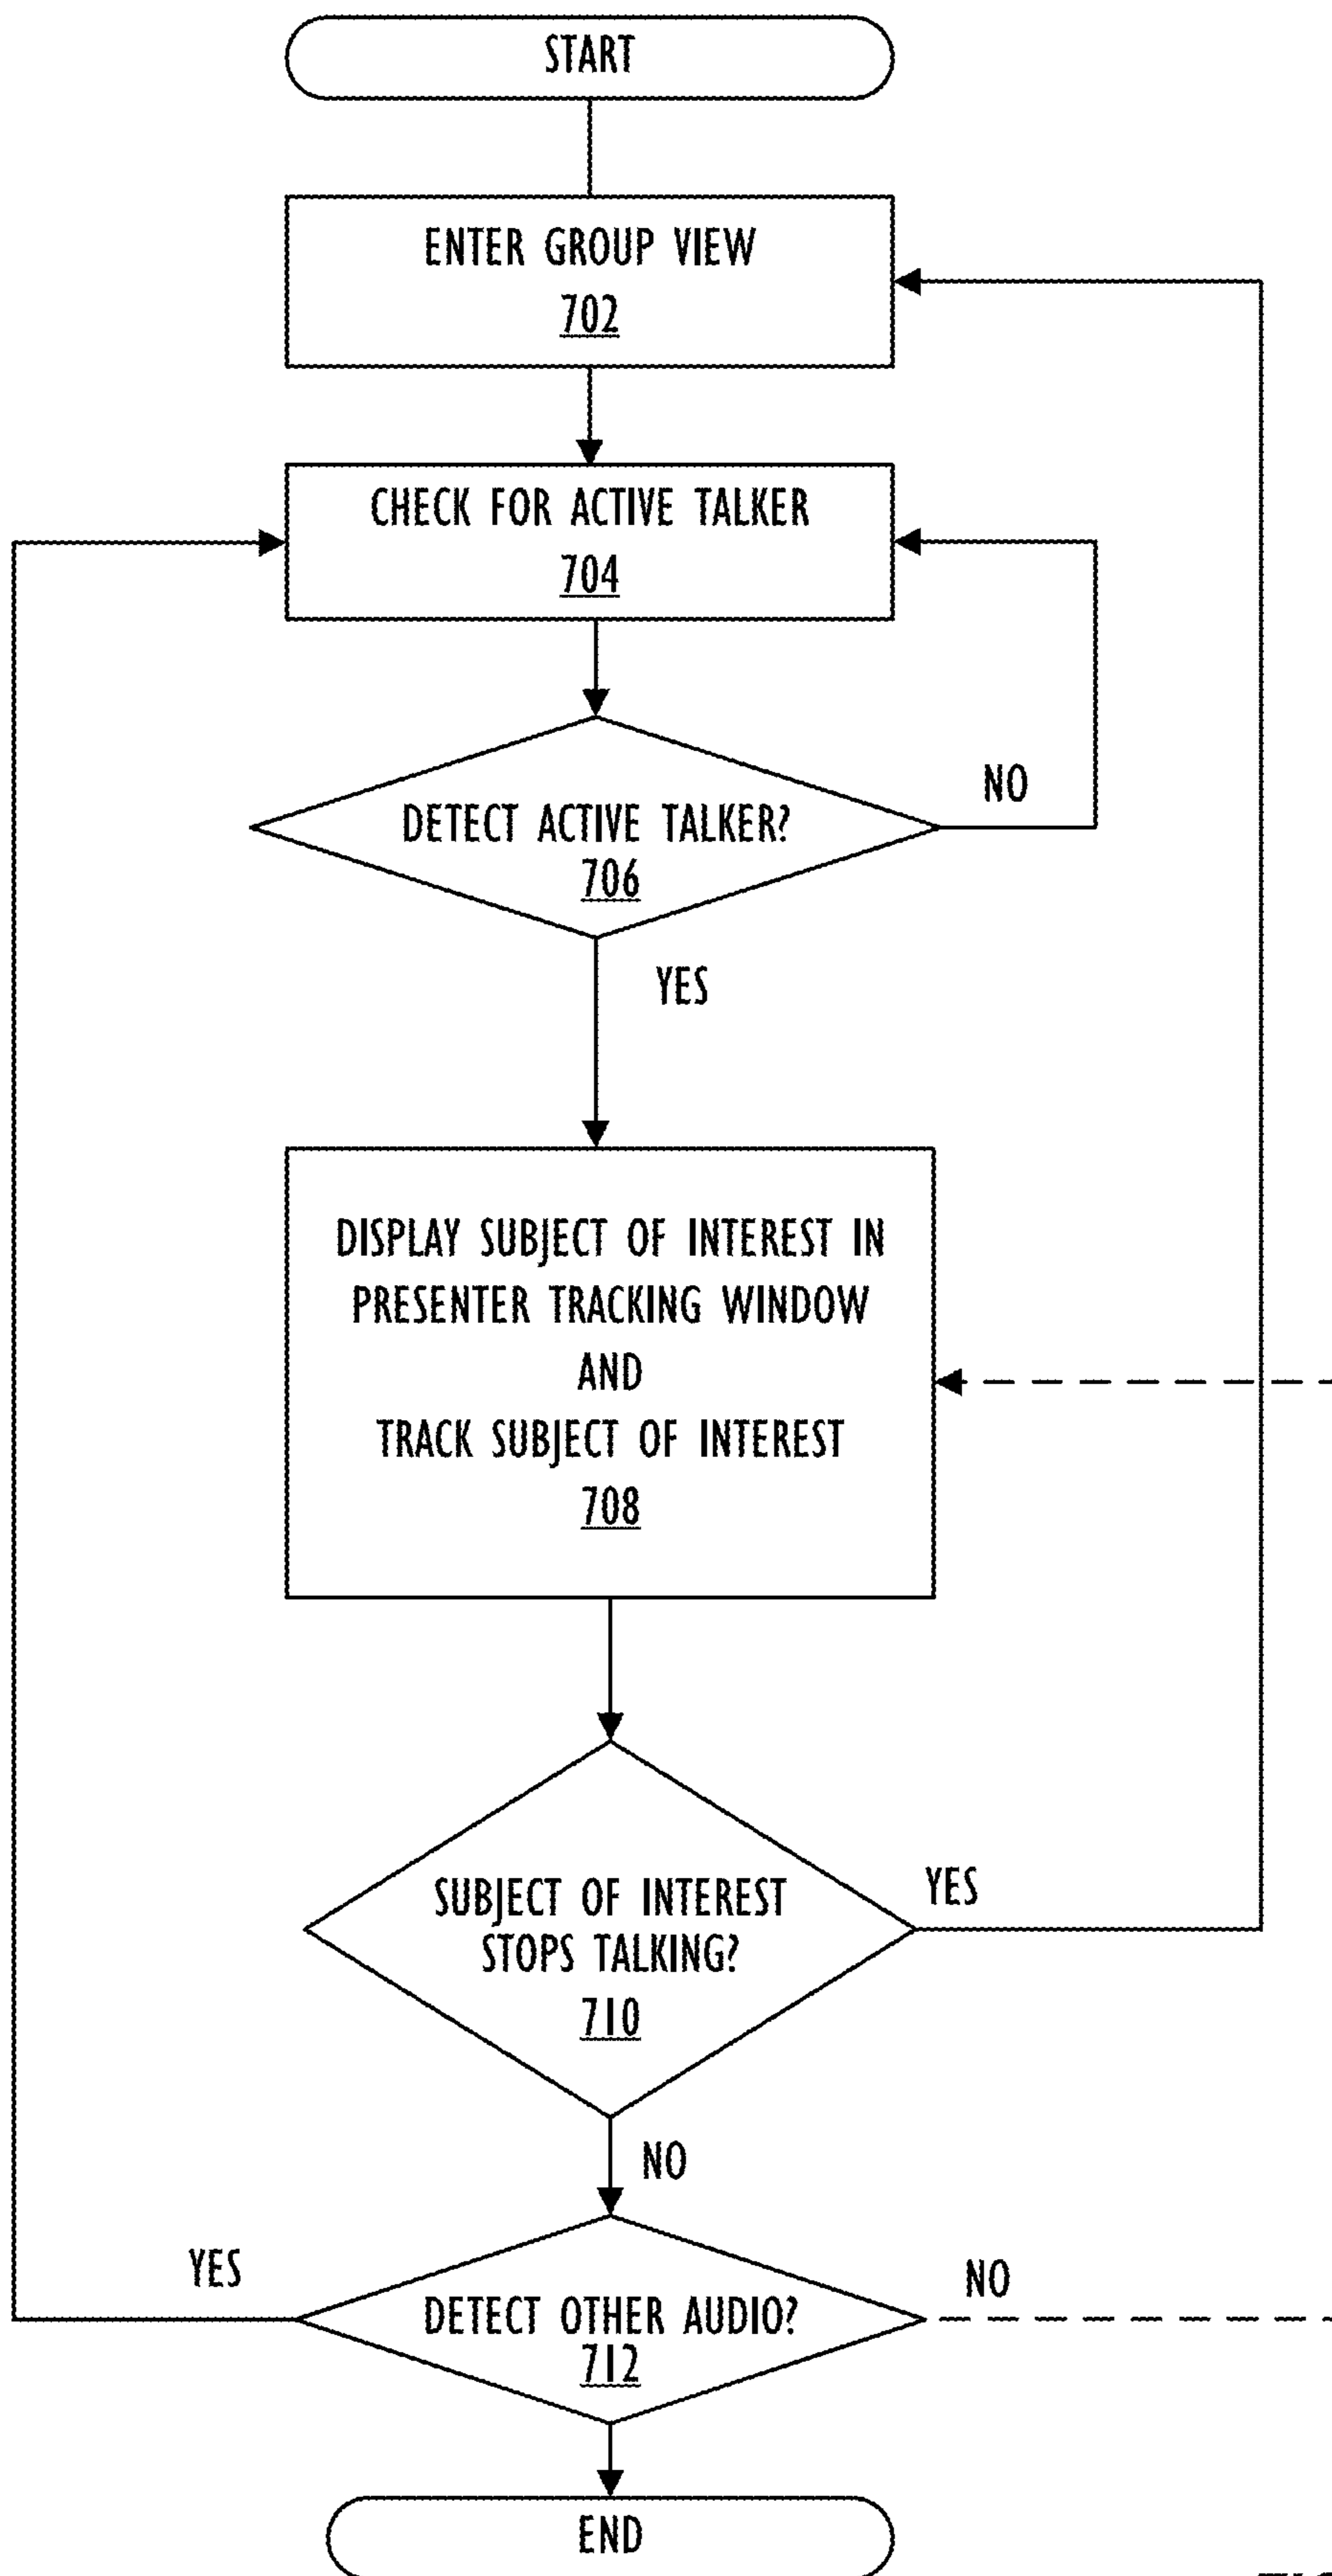 START
ENTER GROUP VIEW
702
CHECK FOR ACTIVE TALKER
704
DETECT ACTIVE TALKER?
706
NO
YES
DISPLAY SUBJECT OF INTEREST IN
PRESENTER TRACKING WINDOW
AND
TRACK SUBJECT OF INTEREST
708
SUBJECT OF INTEREST
STOPS TALKING?
710
YES
NO
YES
DETECT OTHER AUDIO?
712
NO
END